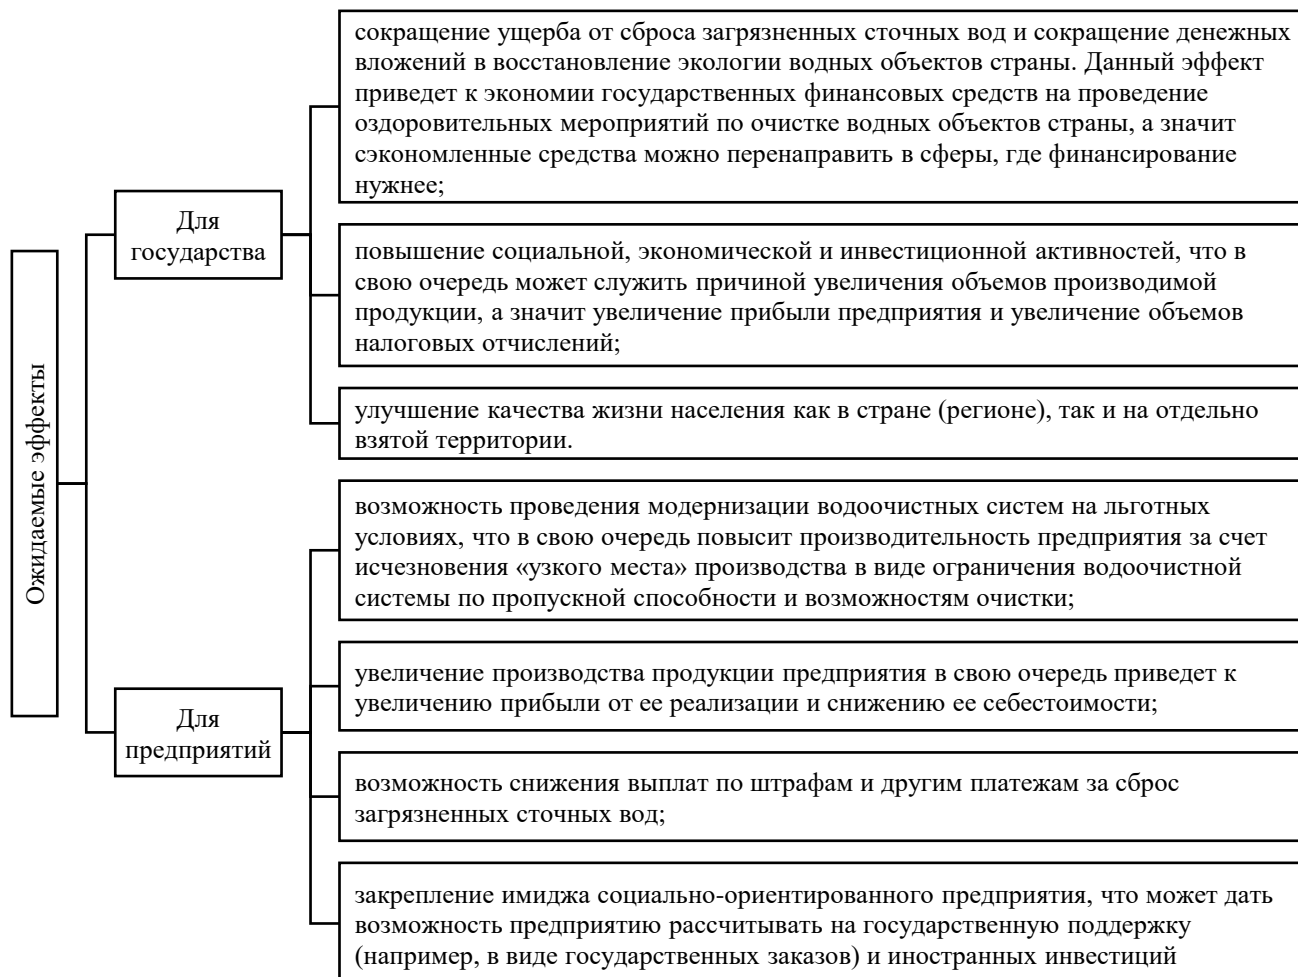 Ожидаемые эффекты
Для
государства
сокращение ущерба от сброса загрязненных сточных вод и сокращение денежных
вложений в восстановление экологии водных объектов страны. Данный эффект
приведет к экономии государственных финансовых средств на проведение
оздоровительных мероприятий по очистке водных объектов страны, а значит
сэкономленные средства можно перенаправить в сферы, где финансирование
нужнее;
повышение социальной, экономической и инвестиционной активностей, что в
свою очередь может служить причиной увеличения объемов производимой
продукции, а значит увеличение прибыли предприятия и увеличение объемов
налоговых отчислений;
улучшение качества жизни населения как в стране (регионе), так и на отдельно
взятой территории.
Для
предприятий
возможность проведения модернизации водоочистных систем на льготных
условиях, что в свою очередь повысит производительность предприятия за счет
исчезновения «узкого места» производства в виде ограничения водоочистной
системы по пропускной способности и возможностям очистки;
увеличение производства продукции предприятия в свою очередь приведет к
увеличению прибыли от ее реализации и снижению ее себестоимости;
возможность снижения выплат по штрафам и другим платежам за сброс
загрязненных сточных вод;
закрепление имиджа социально-ориентированного предприятия, что может дать
возможность предприятию рассчитывать на государственную поддержку
(например, в виде государственных заказов) и иностранных инвестиций